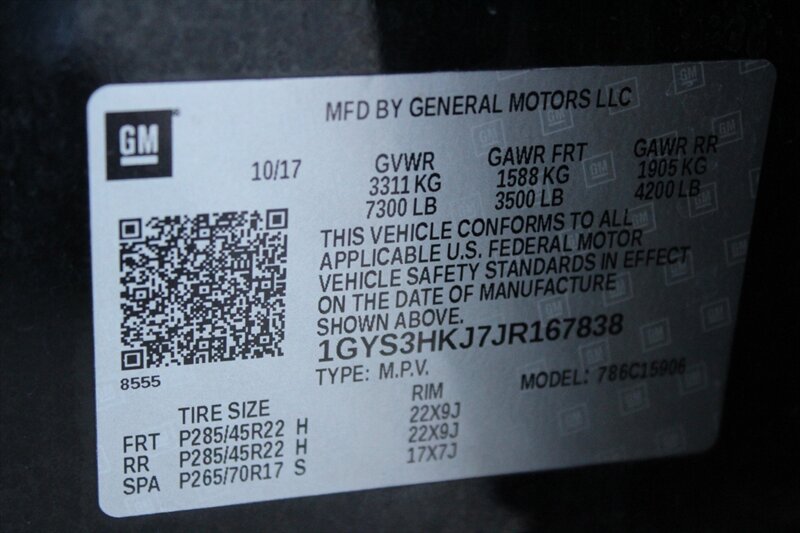 GM
MFD BY GENERAL MOTORS LLC
10/17
GVWR GAWR FRT GAWR RR
3311 KG 1588 KG 1905 KG
7300 LB 3500 LB 4200 LB
THIS VEHICLE CONFORMS TO ALL
APPLICABLE U.S. FEDERAL MOTOR
VEHICLE SAFETY STANDARDS IN EFFECT
ON THE DATE OF MANUFACTURE
SHOWN ABOVE.
1GYS3HKJ7JR167838
8555
TYPE: M.P.V. MODEL: 786C15906
TIRE SIZE RIM
FRT P285/45R22 H 22X9J
RR P285/45R22 H 22X9J
SPA P265/70R17 S 17X7J